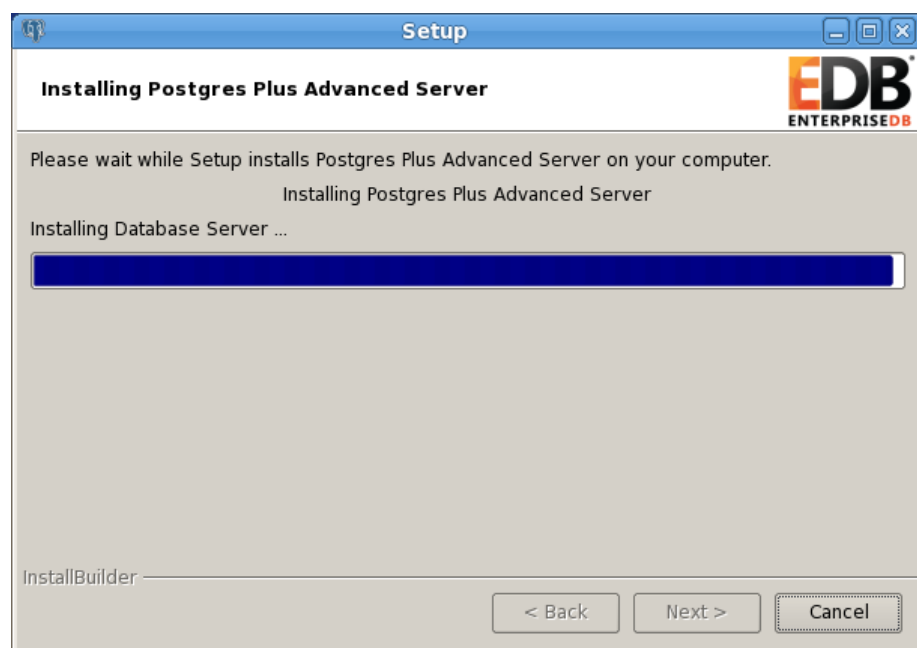 Setup
Installing Postgres Plus Advanced Server
EDB
ENTERPRISEDB
Please wait while Setup installs Postgres Plus Advanced Server on your computer.
Installing Postgres Plus Advanced Server
Installing Database Server ...
InstallBuilder
< Back Next > Cancel